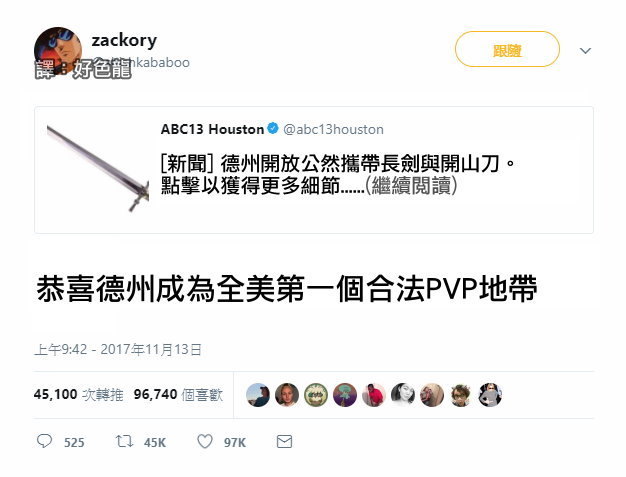 zackory
跟隨
譯：好色龍
hkababoo
ABC13 Houston @abc13houston
[新聞] 德州開放公然攜帶長劍與開山刀。
點擊以獲得更多細節......(繼續閱讀)
恭喜德州成為全美第一個合法PVP地帶
上午9:42 - 2017年11月13日
45,100 次轉推 96,740 個喜歡
525 45K 97K